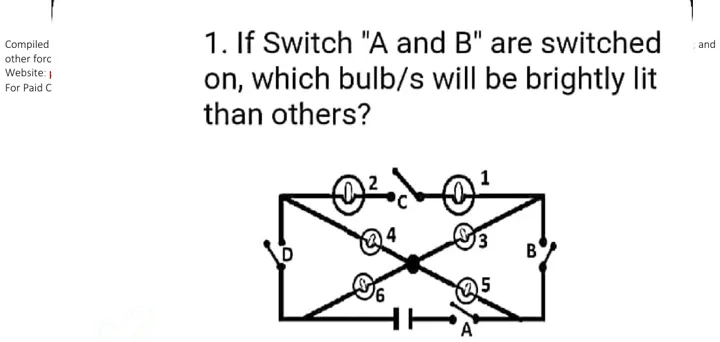 Compiled
other forc
Website:
For Paid C
and
1. If Switch "A and B" are switched
on, which bulb/s will be brightly lit
than others?
2
C
1
4
3
D
B
6
5
A